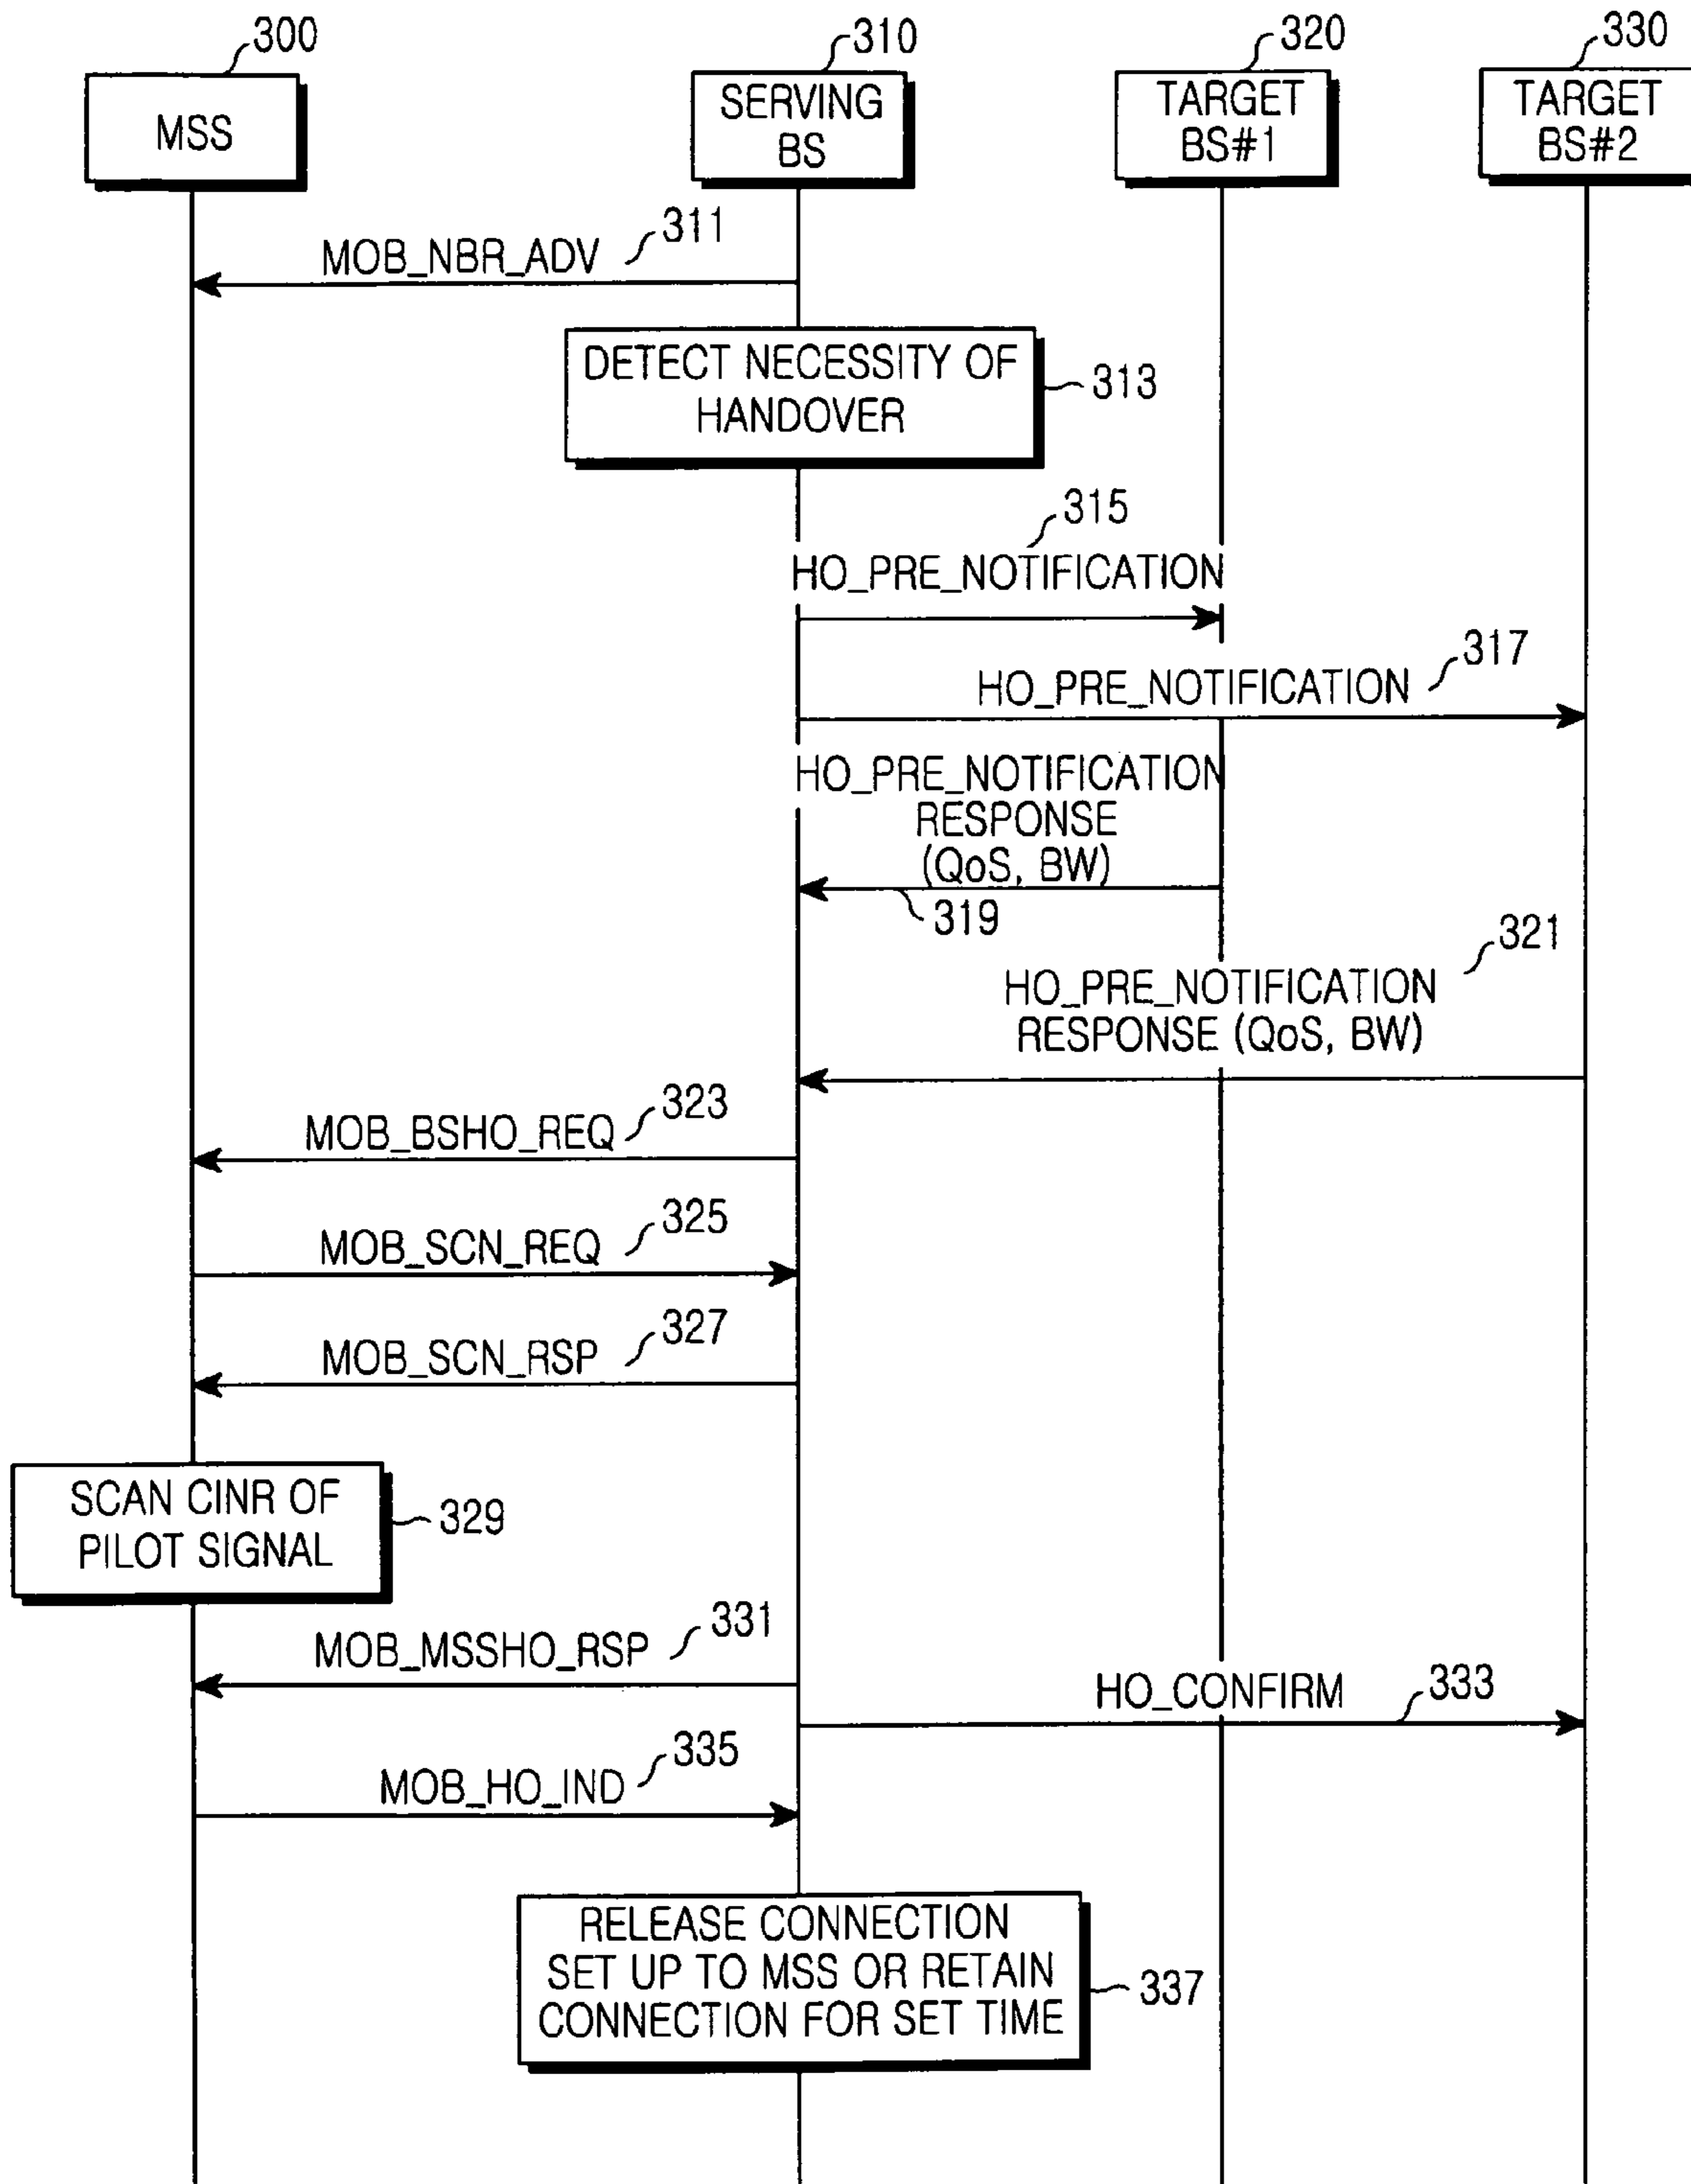 300
310
320
330
MSS
SERVING
BS
TARGET
BS#1
TARGET
BS#2
311
MOB_NBR_ADV
DETECT NECESSITY OF
HANDOVER
313
315
HO_PRE_NOTIFICATION
317
HO_PRE_NOTIFICATION
HO_PRE_NOTIFICATION
RESPONSE
(QoS, BW)
319
321
HO_PRE_NOTIFICATION
RESPONSE (QoS, BW)
323
MOB_BSHO_REQ
325
MOB_SCN_REQ
327
MOB_SCN_RSP
SCAN CINR OF
PILOT SIGNAL
329
331
MOB_MSSHO_RSP
HO_CONFIRM
333
335
MOB_HO_IND
RELEASE CONNECTION
SET UP TO MSS OR RETAIN
CONNECTION FOR SET TIME
337